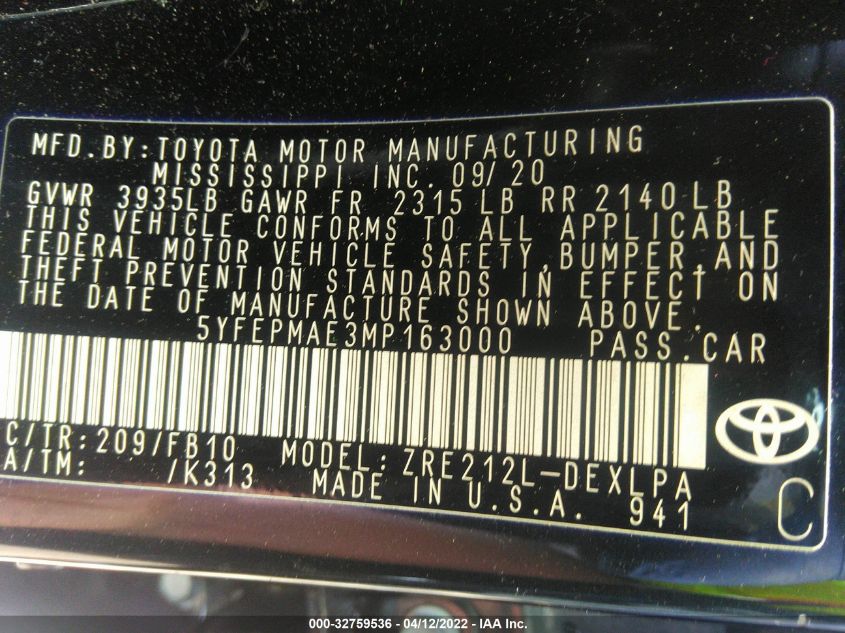 MFD.BY:TOYOTA MOTOR MANUFACTURING
MISSISSIPPI, INC. 09/20
GVWR 3935LB GAWR FR 2315 LB RR 2140 LB
THIS VEHICLE CONFORMS TO ALL APPLICABLE
FEDERAL MOTOR VEHICLE SAFETY, BUMPER, AND
THEFT PREVENTION STANDARDS IN EFFECT ON
THE DATE OF MANUFACTURE SHOWN ABOVE.
5YFEPMAE3MP163000 PASS.CAR
C/TR:209/FB10 MODEL:ZRE212L-DEXLPA
A/TM: /K313 MADE IN U.S.A. 941
C
000-32759536 - 04/12/2022 - IAA Inc.